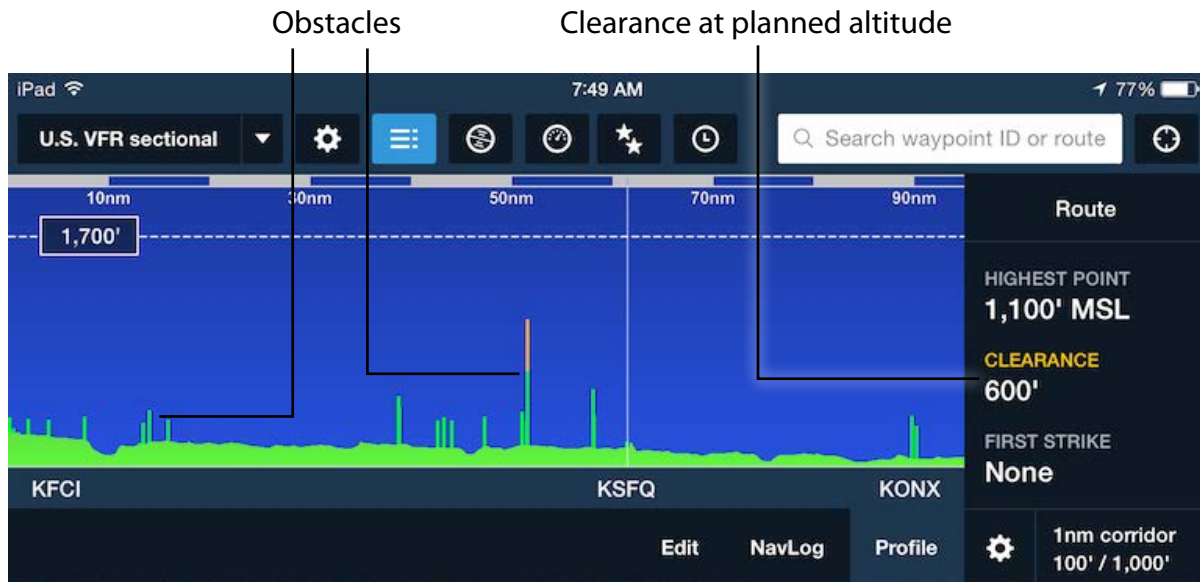 Obstacles
Clearance at planned altitude
iPad
7:49 AM
77%
U.S. VFR sectional
Search waypoint ID or route
10nm 30nm 50nm 70nm 90nm
1,700'
Route
HIGHEST POINT
1,100' MSL
CLEARANCE
600'
FIRST STRIKE
None
KFCI KSFQ KONX
Edit NavLog Profile
1nm corridor
100' / 1,000'